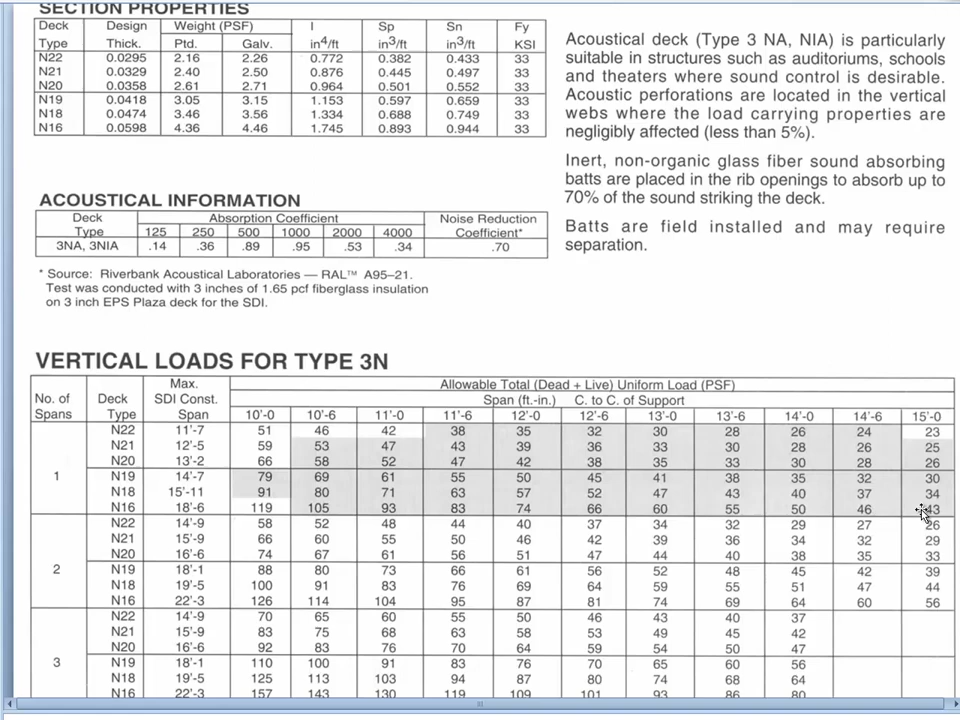 SECTION PROPERTIES
Deck Design Weight (PSF) I Sp Sn Fy
Type Thick. Ptd. Galv. in⁴/ft in³/ft in³/ft KSI
N22 0.0295 2.16 2.26 0.772 0.382 0.433 33
N21 0.0329 2.40 2.50 0.876 0.445 0.497 33
N20 0.0358 2.61 2.71 0.964 0.501 0.552 33
N19 0.0418 3.05 3.15 1.153 0.597 0.659 33
N18 0.0474 3.46 3.56 1.334 0.688 0.749 33
N16 0.0598 4.36 4.46 1.745 0.893 0.944 33
Acoustical deck (Type 3 NA, NIA) is particularly
suitable in structures such as auditoriums, schools
and theaters where sound control is desirable.
Acoustic perforations are located in the vertical
webs where the load carrying properties are
negligibly affected (less than 5%).
Inert, non-organic glass fiber sound absorbing
batts are placed in the rib openings to absorb up to
70% of the sound striking the deck.
Batts are field installed and may require
separation.
ACOUSTICAL INFORMATION
Deck Absorption Coefficient Noise Reduction
Type 125 250 500 1000 2000 4000 Coefficient*
3NA, 3NIA .14 .36 .89 .95 .53 .34 .70
* Source: Riverbank Acoustical Laboratories — RAL™ A95–21.
Test was conducted with 3 inches of 1.65 pcf fiberglass insulation
on 3 inch EPS Plaza deck for the SDI.
VERTICAL LOADS FOR TYPE 3N
Max. Allowable Total (Dead + Live) Uniform Load (PSF)
No. of Deck SDI Const. Span (ft.-in.) C. to C. of Support
Spans Type Span 10'-0 10'-6 11'-0 11'-6 12'-0 12'-6 13'-0 13'-6 14'-0 14'-6 15'-0
N22 11'-7 51 46 42 38 35 32 30 28 26 24 23
N21 12'-5 59 53 47 43 39 36 33 30 28 26 25
N20 13'-2 66 58 52 47 42 38 35 33 30 28 26
1 N19 14'-7 79 69 61 55 50 45 41 38 35 32 30
N18 15'-11 91 80 71 63 57 52 47 43 40 37 34
N16 18'-6 119 105 93 83 74 66 60 55 50 46 43
N22 14'-9 58 52 48 44 40 37 34 32 29 27 26
N21 15'-9 66 60 55 50 46 42 39 36 34 32 29
N20 16'-6 74 67 61 56 51 47 44 40 38 35 33
2 N19 18'-1 88 80 73 66 61 56 52 48 45 42 39
N18 19'-5 100 91 83 76 69 64 59 55 51 47 44
N16 22'-3 126 114 104 95 87 81 74 69 64 60 56
N22 14'-9 70 65 60 55 50 46 43 40 37
N21 15'-9 83 75 68 63 58 53 49 45 42
N20 16'-6 92 83 76 70 64 59 54 50 47
3 N19 18'-1 110 100 91 83 76 70 65 60 56
N18 19'-5 125 113 103 94 87 80 74 68 64
N16 22'-3 157 143 130 119 109 101 93 86 80